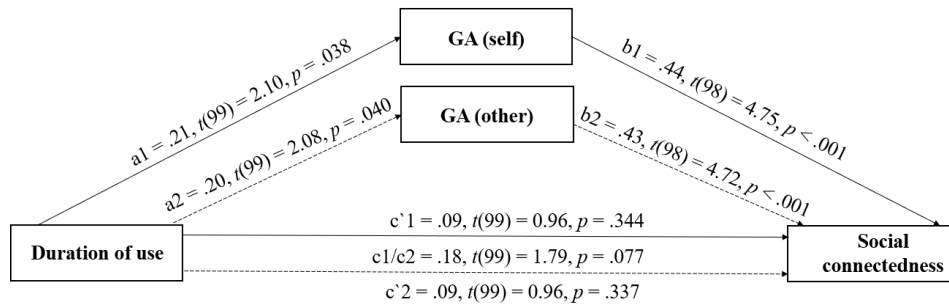 GA (self)
a1 = .21, t(99) = 2.10, p = .038
b1 = .44, t(98) = 4.75, p < .001
GA (other)
a2 = .20, t(99) = 2.08, p = .040
b2 = .43, t(98) = 4.72, p < .001
Duration of use
c`1 = .09, t(99) = 0.96, p = .344
c1/c2 = .18, t(99) = 1.79, p = .077
c`2 = .09, t(99) = 0.96, p = .337
Social
connectedness